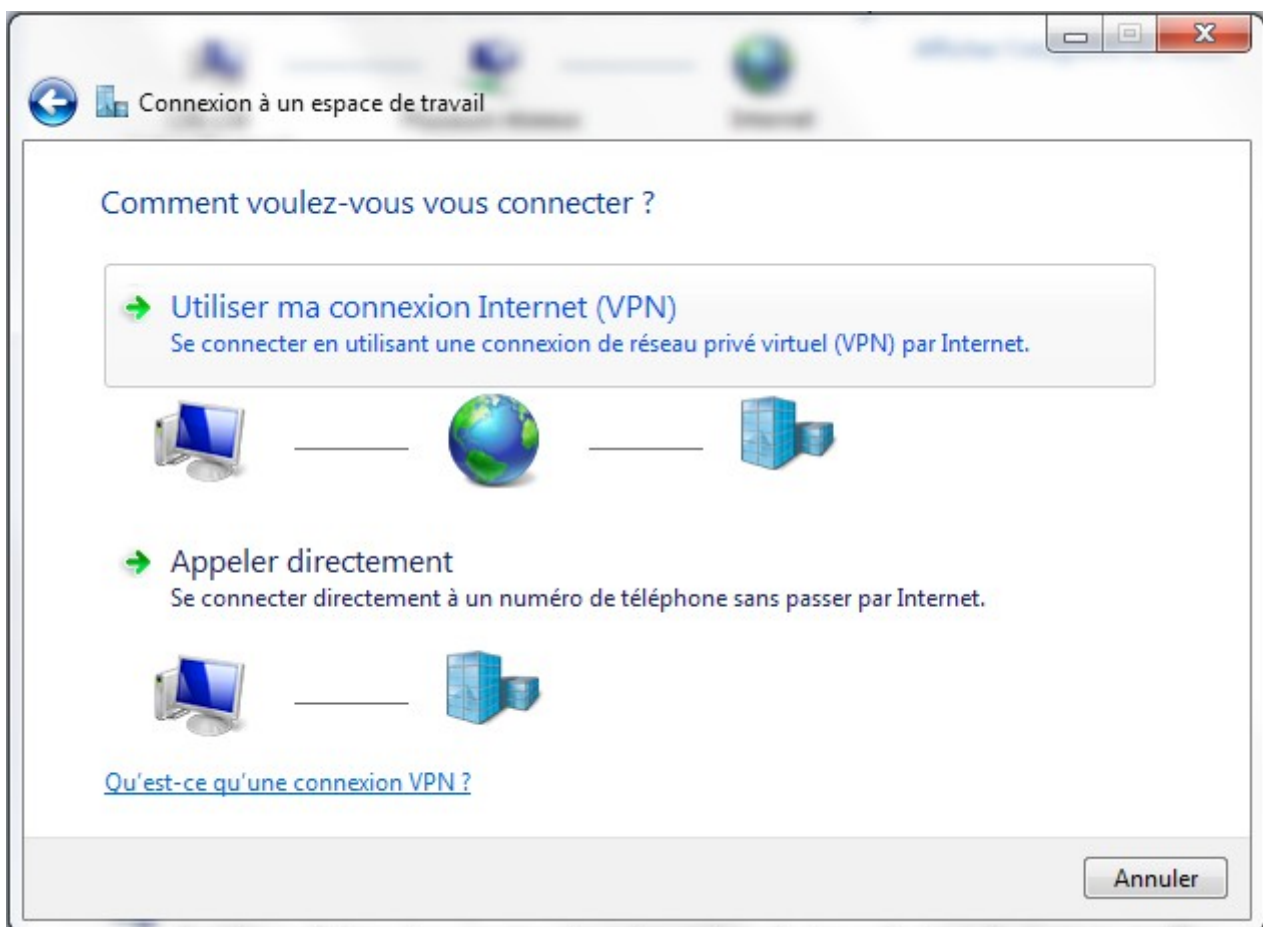 Connexion à un espace de travail
Comment voulez-vous vous connecter ?
Utiliser ma connexion Internet (VPN)
Se connecter en utilisant une connexion de réseau privé virtuel (VPN) par Internet.
Appeler directement
Se connecter directement à un numéro de téléphone sans passer par Internet.
Qu'est-ce qu'une connexion VPN ?
Annuler